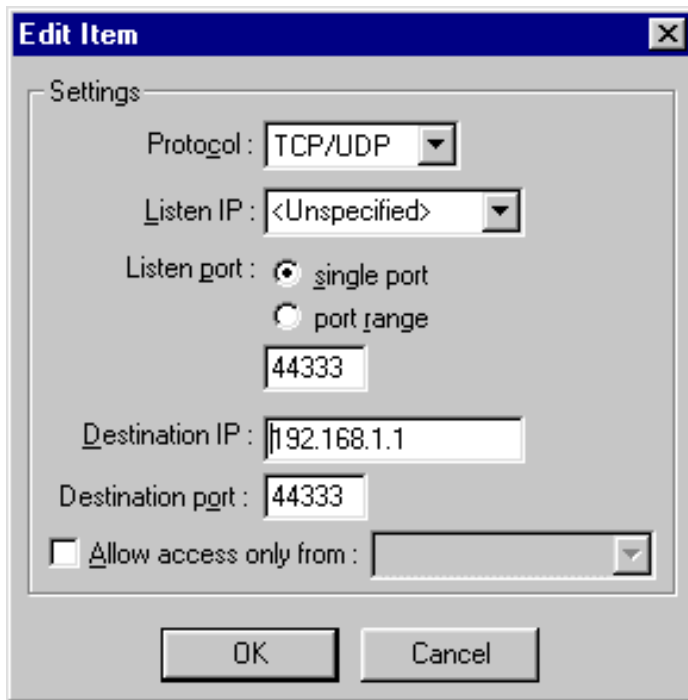 Edit Item
Settings
Protocol : TCP/UDP
Listen IP : <Unspecified>
Listen port : single port
port range
44333
Destination IP : 192.168.1.1
Destination port : 44333
Allow access only from :
OK Cancel